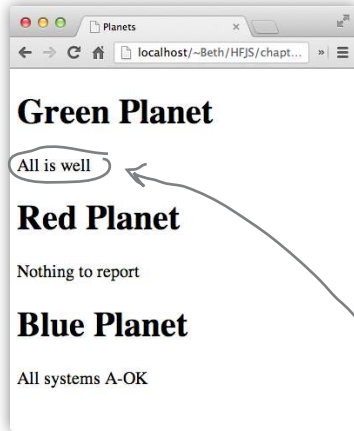 Planets
localhost/~Beth/HFJS/chapt...
Green Planet
All is well
Red Planet
Nothing to report
Blue Planet
All systems A-OK